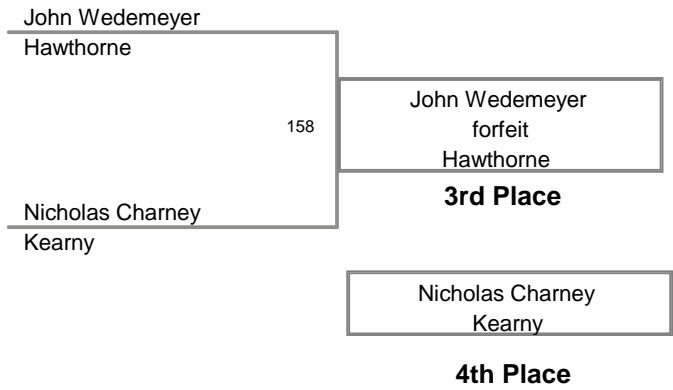 John Wedemeyer
Hawthorne
158
John Wedemeyer
forfeit
Hawthorne
3rd Place
Nicholas Charney
Kearny
Nicholas Charney
Kearny
4th Place